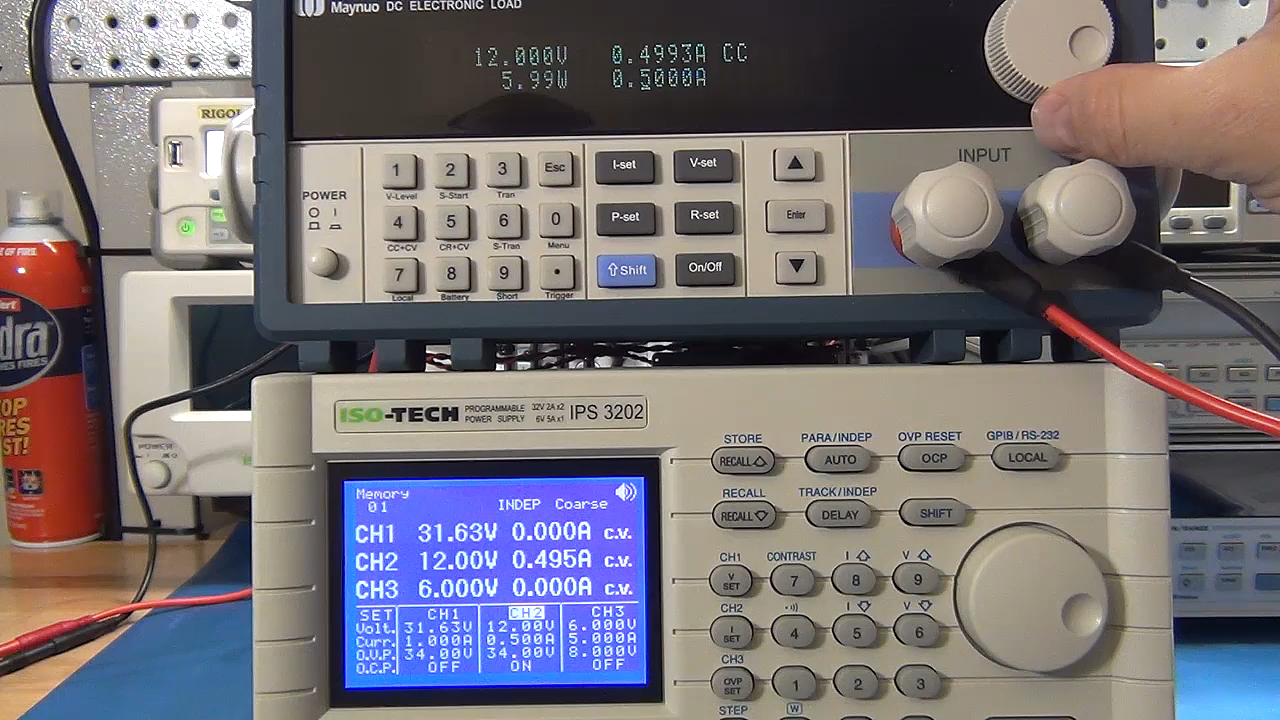 Maynuo DC ELECTRONIC LOAD
12.000V 0.4993A CC
5.99W 0.5000A
RIGOL
INPUT
POWER
1 2 3 Esc
V-Level S-Start Tran
4 5 6 0
CC+CV CR+CV S-Tran Menu
7 8 9 •
Local Battery Short Trigger
I-set V-set
P-set R-set
⇧Shift On/Off
Enter
dra
ISO-TECH PROGRAMMABLE POWER SUPPLY 32V 2A x2 6V 5A x1 IPS 3202
POWER
Memory
01 INDEP Coarse
CH1 31.63V 0.000A C.V.
CH2 12.00V 0.495A C.V.
CH3 6.000V 0.000A C.V.
SET CH1 CH2 CH3
Volt. 31.63V 12.00V 6.000V
Curr. 1.000A 0.500A 5.000A
O.V.P. 34.00V 34.00V 8.000V
O.C.P. OFF ON OFF
STORE PARA/INDEP OVP RESET GPIB/RS-232
RECALL AUTO OCP LOCAL
RECALL TRACK/INDEP
RECALL DELAY SHIFT
CH1 CONTRAST I V
V SET 7 8 9
CH2 I V
I SET 4 5 6
CH3
OVP SET 1 2 3
STEP W